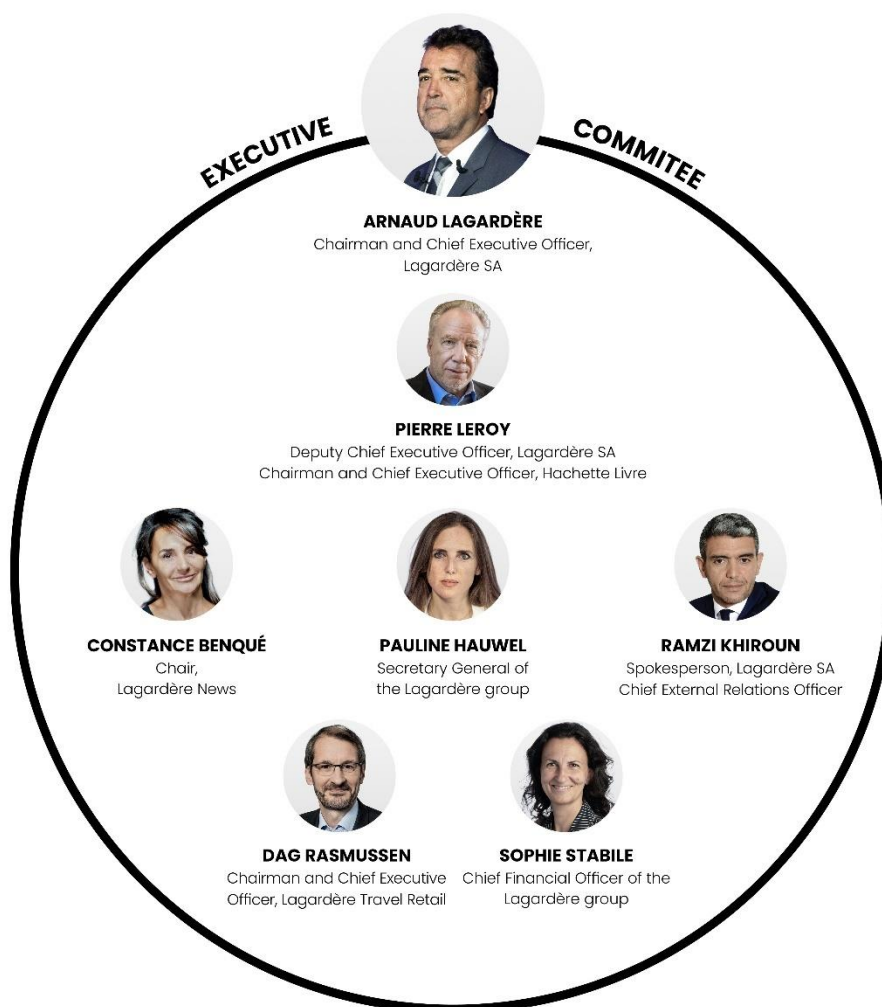 EXECUTIVE COMMITEE
ARNAUD LAGARDÈRE
Chairman and Chief Executive Officer,
Lagardère SA
PIERRE LEROY
Deputy Chief Executive Officer, Lagardère SA
Chairman and Chief Executive Officer, Hachette Livre
CONSTANCE BENQUÉ
Chair,
Lagardère News
PAULINE HAUWEL
Secretary General of
the Lagardère group
RAMZI KHIROUN
Spokesperson, Lagardère SA
Chief External Relations Officer
DAG RASMUSSEN
Chairman and Chief Executive
Officer, Lagardère Travel Retail
SOPHIE STABILE
Chief Financial Officer of the
Lagardère group